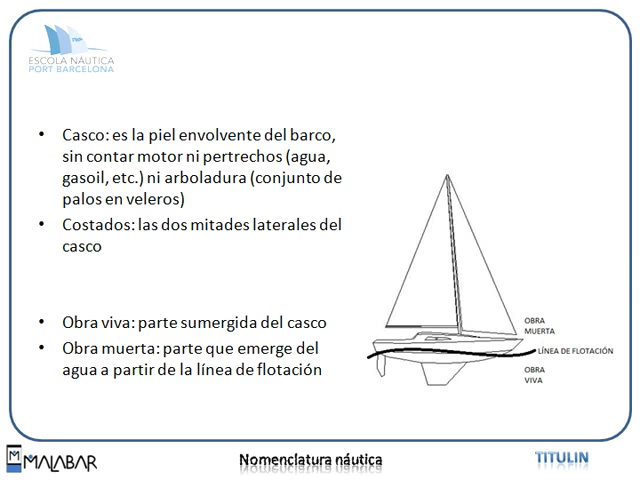 ESCOLA NÁUTICA
PORT BARCELONA
• Casco: es la piel envolvente del barco,
sin contar motor ni pertrechos (agua,
gasoil, etc.) ni arboladura (conjunto de
palos en veleros)
• Costados: las dos mitades laterales del
casco
• Obra viva: parte sumergida del casco
• Obra muerta: parte que emerge del
agua a partir de la línea de flotación
OBRA
MUERTA
LÍNEA DE FLOTACIÓN
OBRA
VIVA
MALABAR
Nomenclatura náutica
TITULIN